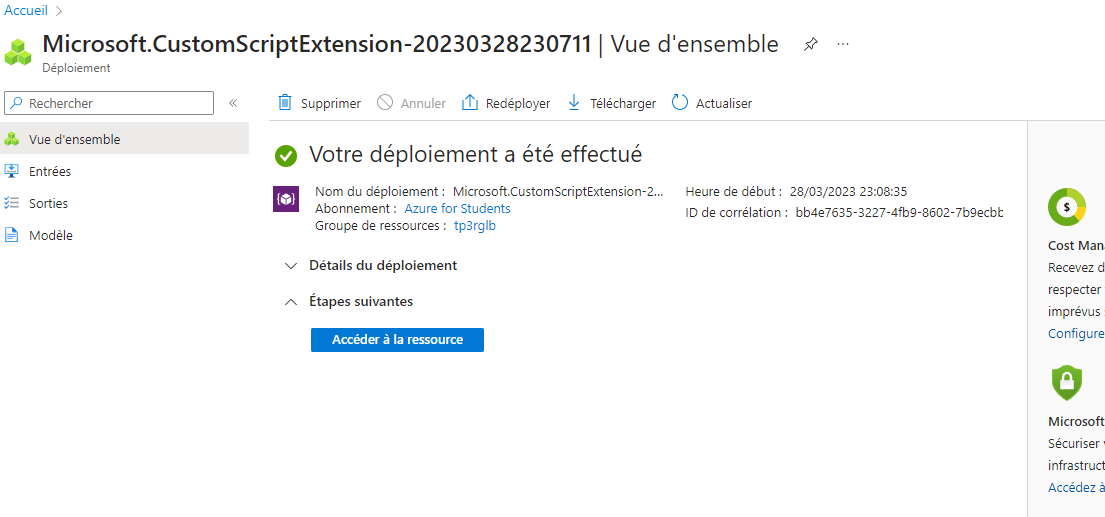 Accueil >
Microsoft.CustomScriptExtension-20230328230711 | Vue d'ensemble ...
Déploiement
Rechercher «
Supprimer Annuler Redéployer Télécharger Actualiser
Vue d'ensemble
Entrées
Sorties
Modèle
Votre déploiement a été effectué
Nom du déploiement : Microsoft.CustomScriptExtension-2...
Abonnement : Azure for Students
Groupe de ressources : tp3rglb
Heure de début : 28/03/2023 23:08:35
ID de corrélation : bb4e7635-3227-4fb9-8602-7b9ecbb
Détails du déploiement
Étapes suivantes
Accéder à la ressource
$
Cost Man
Recevez d
respecter
imprévus s
Configure
Microsoft
Sécuriser v
infrastruct
Accédez à